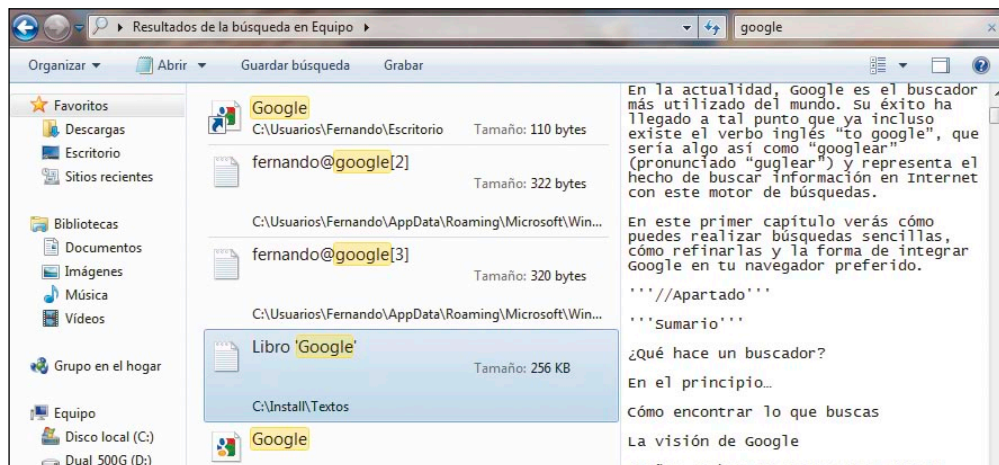 Resultados de la búsqueda en Equipo
google
Organizar
Abrir
Guardar búsqueda
Grabar
Favoritos
Descargas
Escritorio
Sitios recientes
Bibliotecas
Documentos
Imágenes
Música
Vídeos
Grupo en el hogar
Equipo
Disco local (C:)
Dual 500G (D:)
Google
C:\Usuarios\Fernando\Escritorio
Tamaño: 110 bytes
fernando@google[2]
Tamaño: 322 bytes
C:\Usuarios\Fernando\AppData\Roaming\Microsoft\Win...
fernando@google[3]
Tamaño: 320 bytes
C:\Usuarios\Fernando\AppData\Roaming\Microsoft\Win...
Libro 'Google'
Tamaño: 256 KB
C:\Install\Textos
Google
En la actualidad, Google es el buscador
más utilizado del mundo. Su éxito ha
llegado a tal punto que ya incluso
existe el verbo inglés “to google”, que
sería algo así como “googlear”
(pronunciado “guglear”) y representa el
hecho de buscar información en Internet
con este motor de búsquedas.
En este primer capítulo verás cómo
puedes realizar búsquedas sencillas,
cómo refinarlas y la forma de integrar
Google en tu navegador preferido.
'''//Apartado'''
'''Sumario'''
¿Qué hace un buscador?
En el principio…
Cómo encontrar lo que buscas
La visión de Google